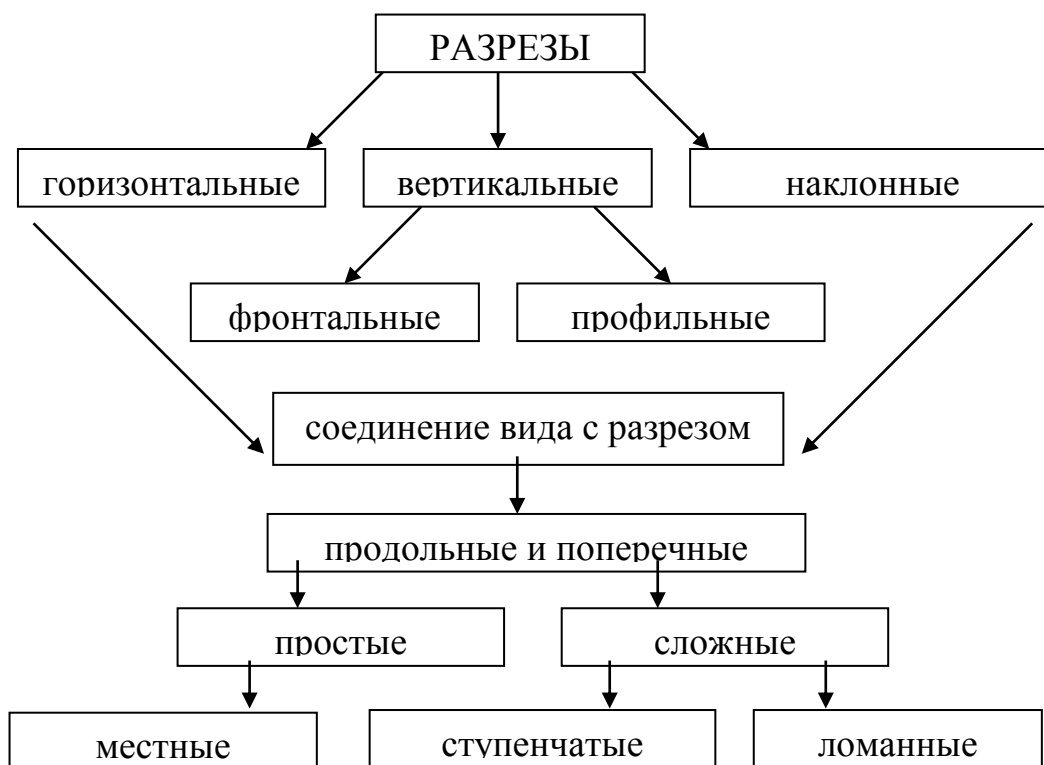 РАЗРЕЗЫ
горизонтальные
вертикальные
наклонные
фронтальные
профильные
соединение вида с разрезом
продольные и поперечные
простые
сложные
местные
ступенчатые
ломанные